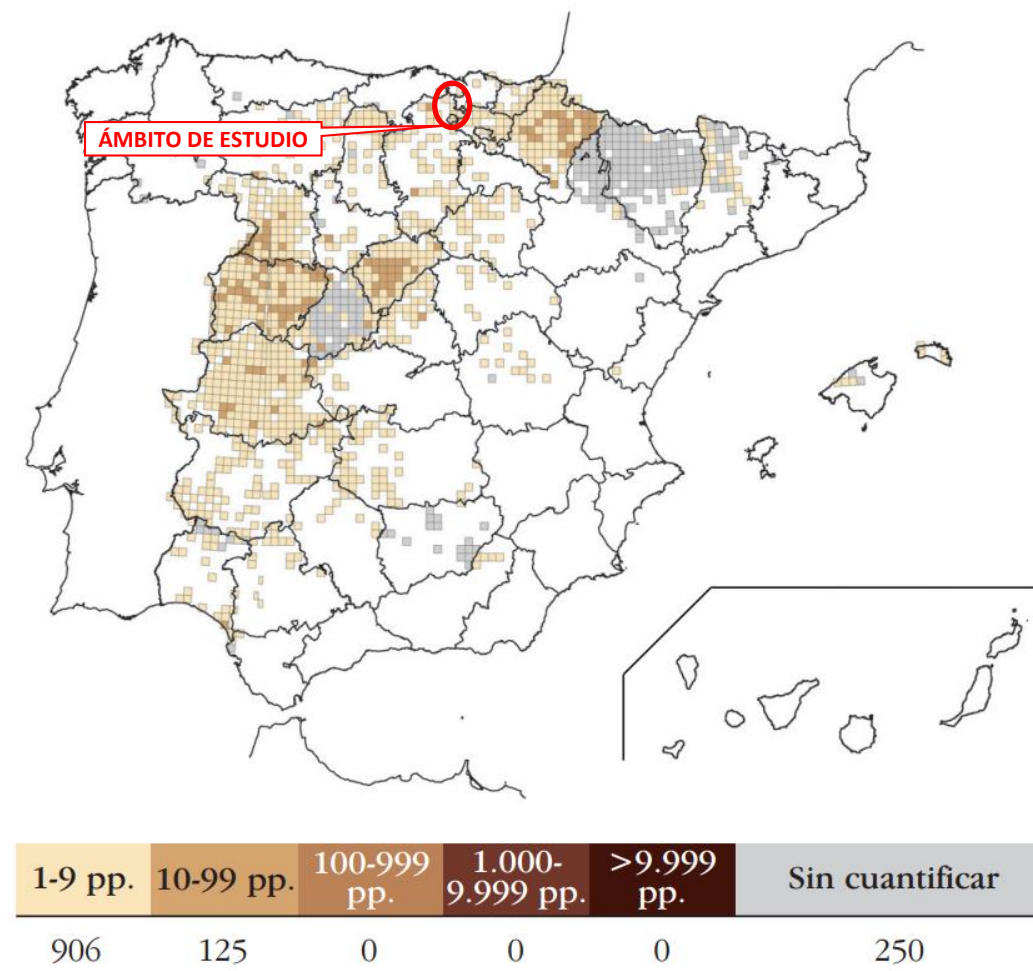 ÁMBITO DE ESTUDIO
1-9 pp. 10-99 pp. 100-999 pp. 1.000-9.999 pp. >9.999 pp. Sin cuantificar
906 125 0 0 0 250